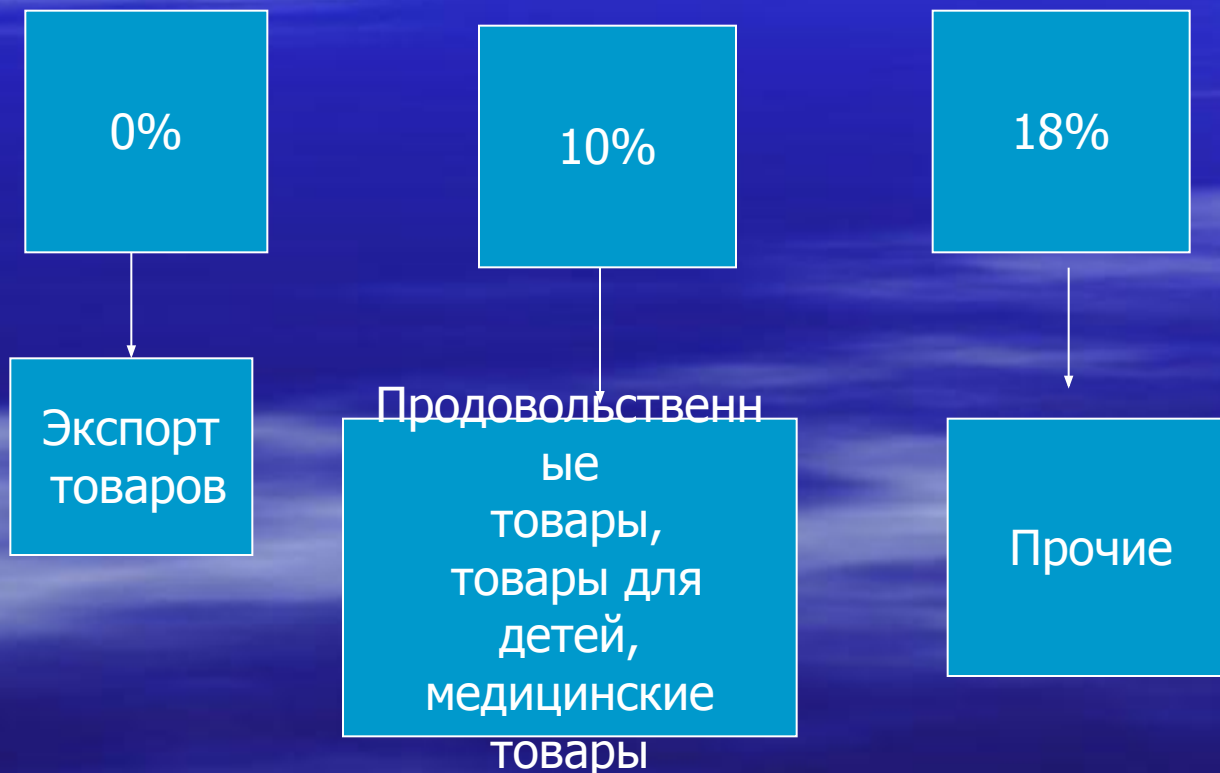 0%
10%
18%
Экспорт
товаров
Продовольственн
ые
товары,
товары для
детей,
медицинские
товары
Прочие